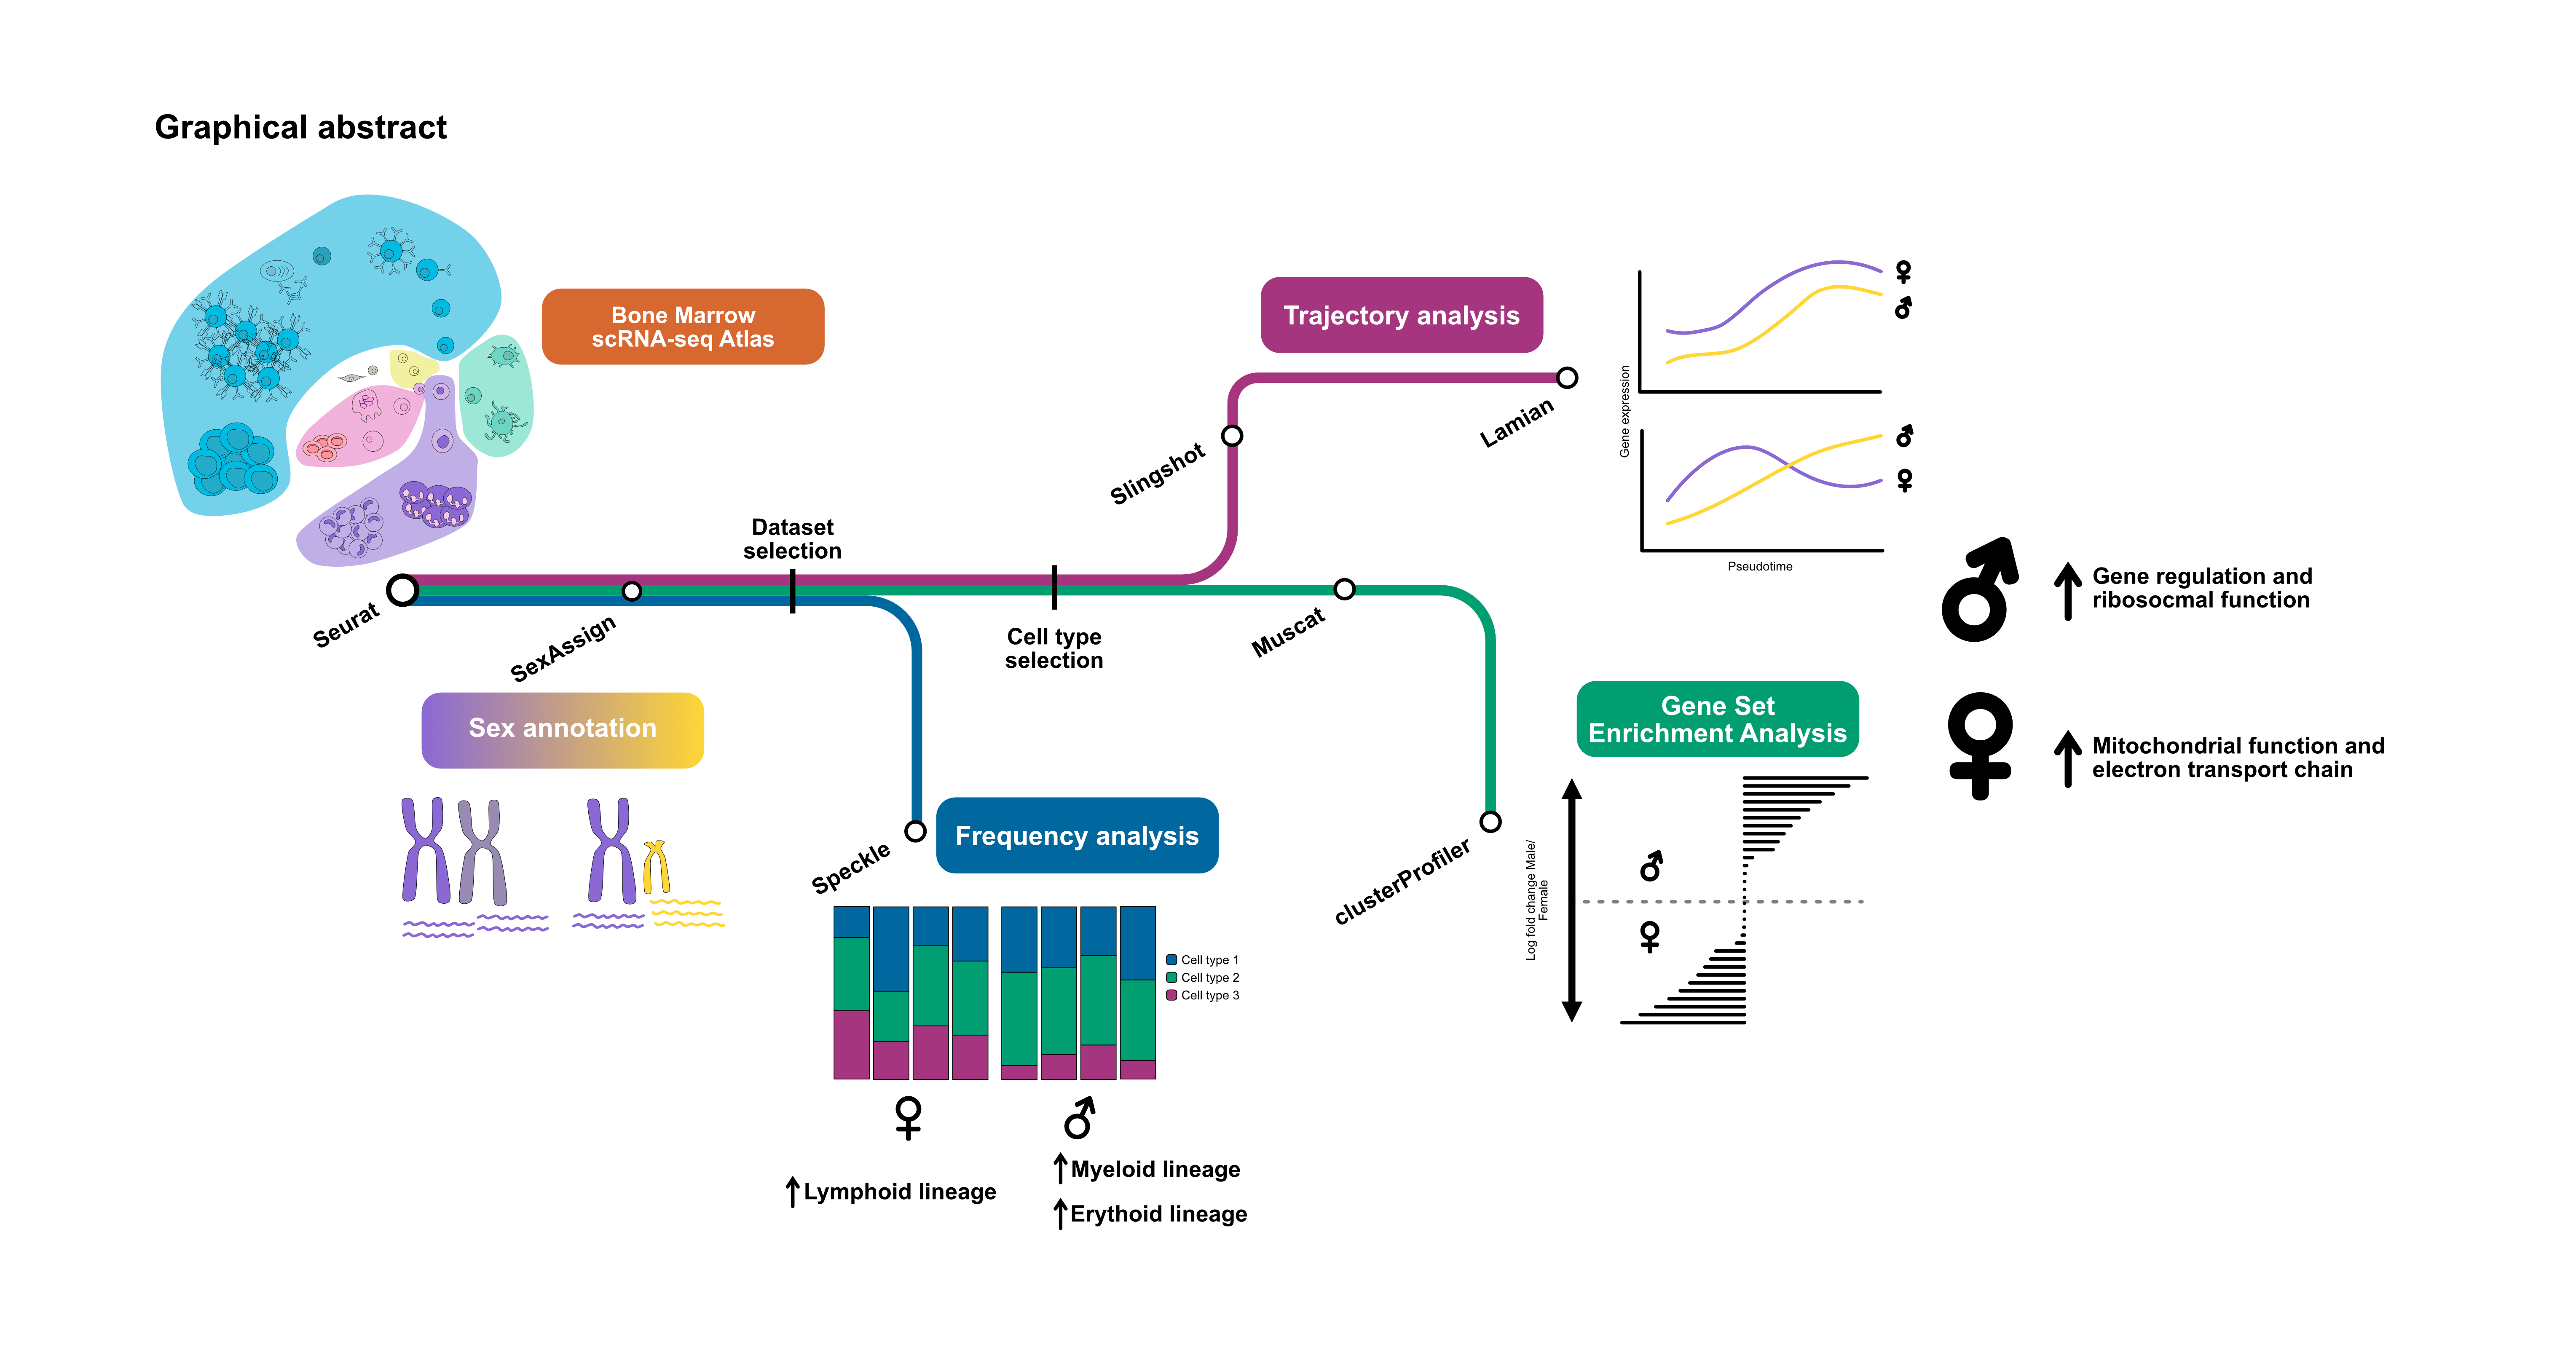 Graphical abstract
Bone Marrow
scRNA-seq Atlas
Trajectory analysis
Slingshot
Lamian
Gene expression
Pseudotime
Dataset
selection
Seurat
SexAssign
Cell type
selection
Muscat
Sex annotation
Speckle
Frequency analysis
Cell type 1
Cell type 2
Cell type 3
Lymphoid lineage
Myeloid lineage
Erythoid lineage
clusterProfiler
Gene Set
Enrichment Analysis
Log fold change Male/
Female
Gene regulation and
ribosocmal function
Mitochondrial function and
electron transport chain